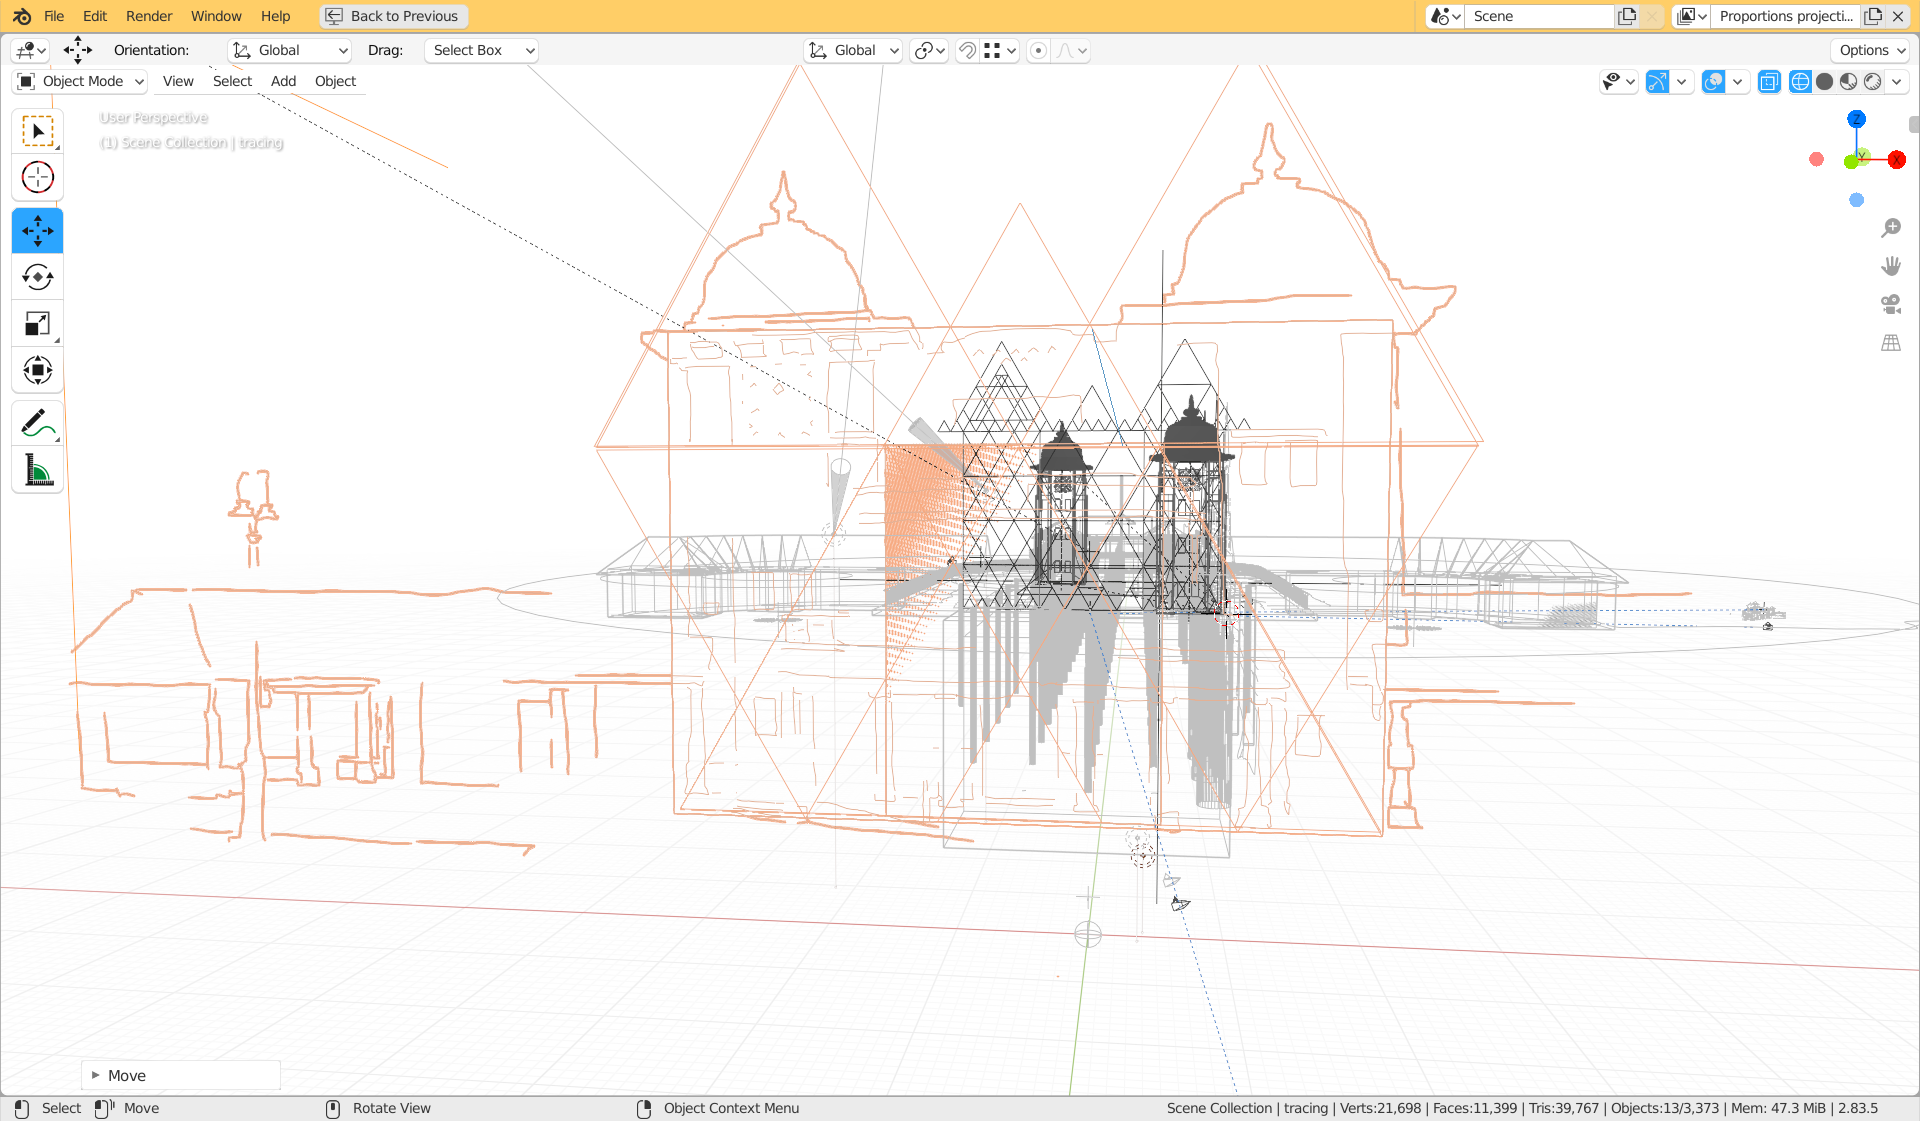 File Edit Render Window Help Back to Previous Scene Proportions projecti...
Orientation: Global Drag: Select Box Global Options
Object Mode View Select Add Object
User Perspective
(1) Scene Collection | tracing
Z
Y
X
Move
Select Move Rotate View Object Context Menu Scene Collection | tracing | Verts:21,698 | Faces:11,399 | Tris:39,767 | Objects:13/3,373 | Mem: 47.3 MiB | 2.83.5